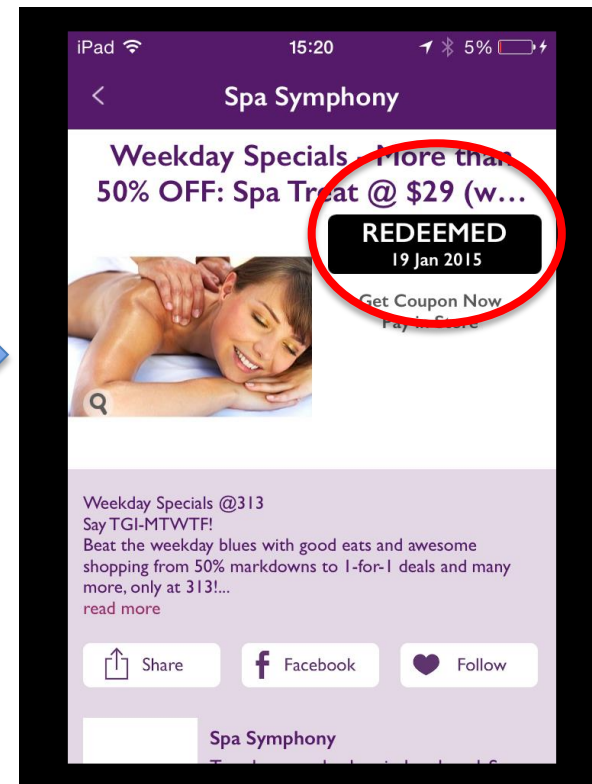 iPad 15:20 5%
Spa Symphony
Weekday Specials - More than
50% OFF: Spa Treat @ $29 (w...
REDEEMED
19 Jan 2015
Get Coupon Now
Pay in Store
Weekday Specials @313
Say TGI-MTWTF!
Beat the weekday blues with good eats and awesome
shopping from 50% markdowns to 1-for-1 deals and many
more, only at 313!...
read more
Share Facebook Follow
Spa Symphony